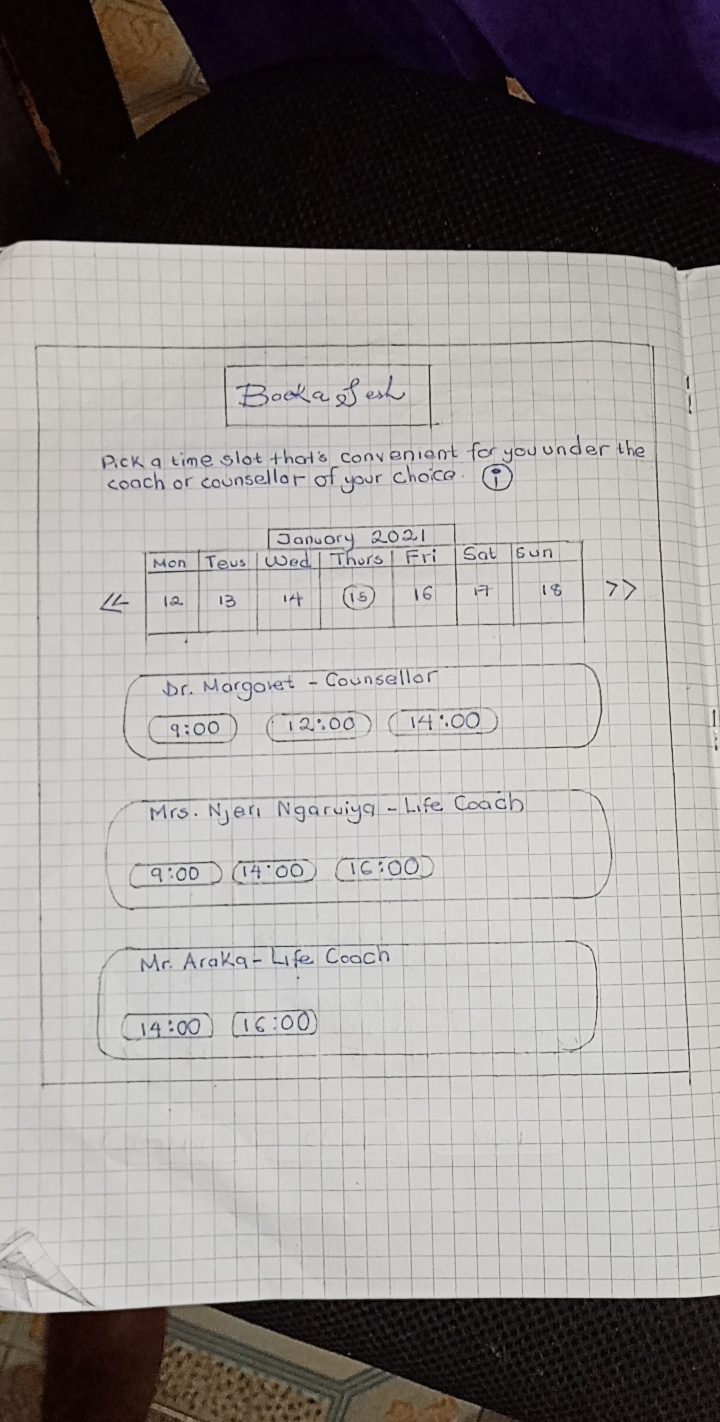 Book a Sesh
Pick a time slot that's convenient for you under the
coach or counsellor of your choice. i
January 2021
Mon Teus Wed Thurs Fri Sat Sun
<< 12 13 14 15 16 17 18 >>
Dr. Margaret - Counsellor
9:00 12:00 14:00
Mrs. Njeri Ngaruiya - Life Coach
9:00 14:00 16:00
Mr. Araka - Life Coach
14:00 16:00